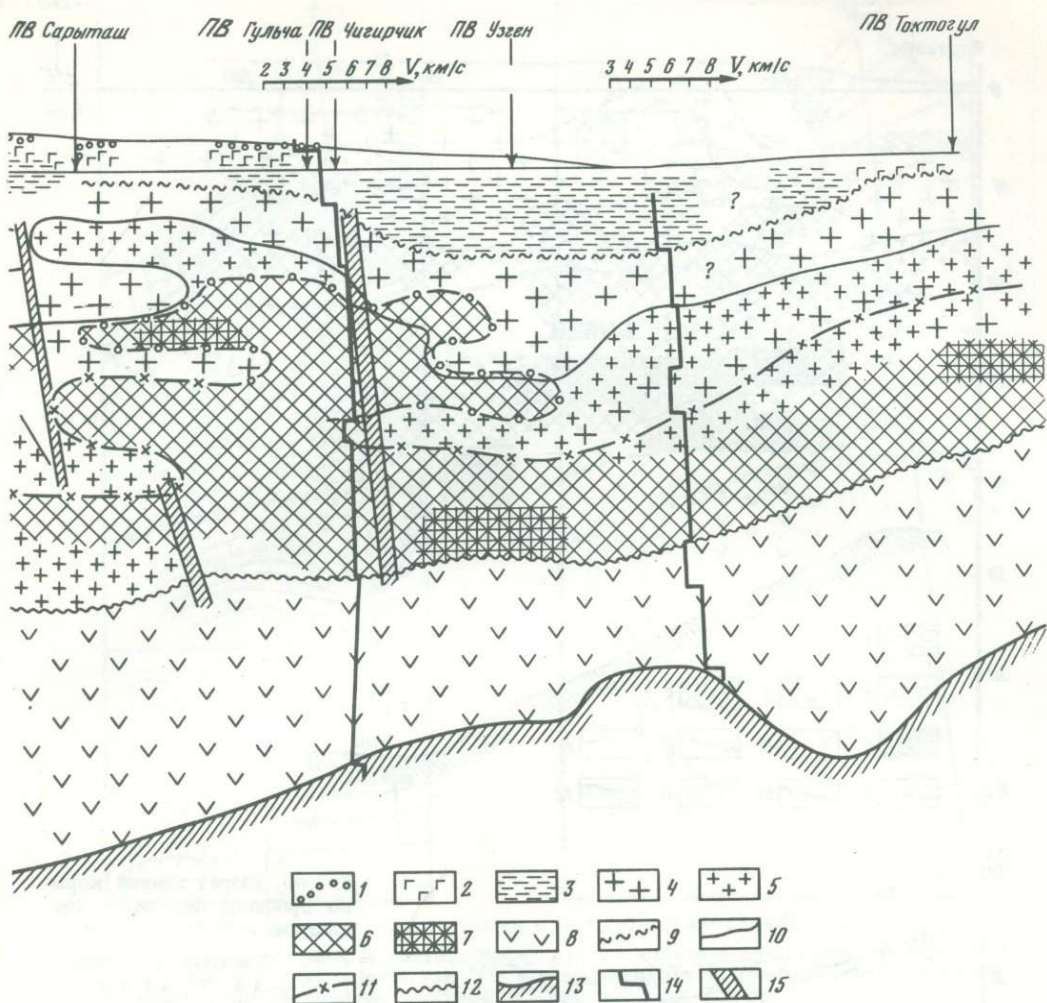 ПВ Сарыташ ПВ Гульча ПВ Чигирчик ПВ Узген ПВ Токтогул
2 3 4 5 6 7 8 V, км/с 3 4 5 6 7 8 V, км/с
?
?
1 2 3 4 5
6 7 8 9 10
11 12 13 14 15